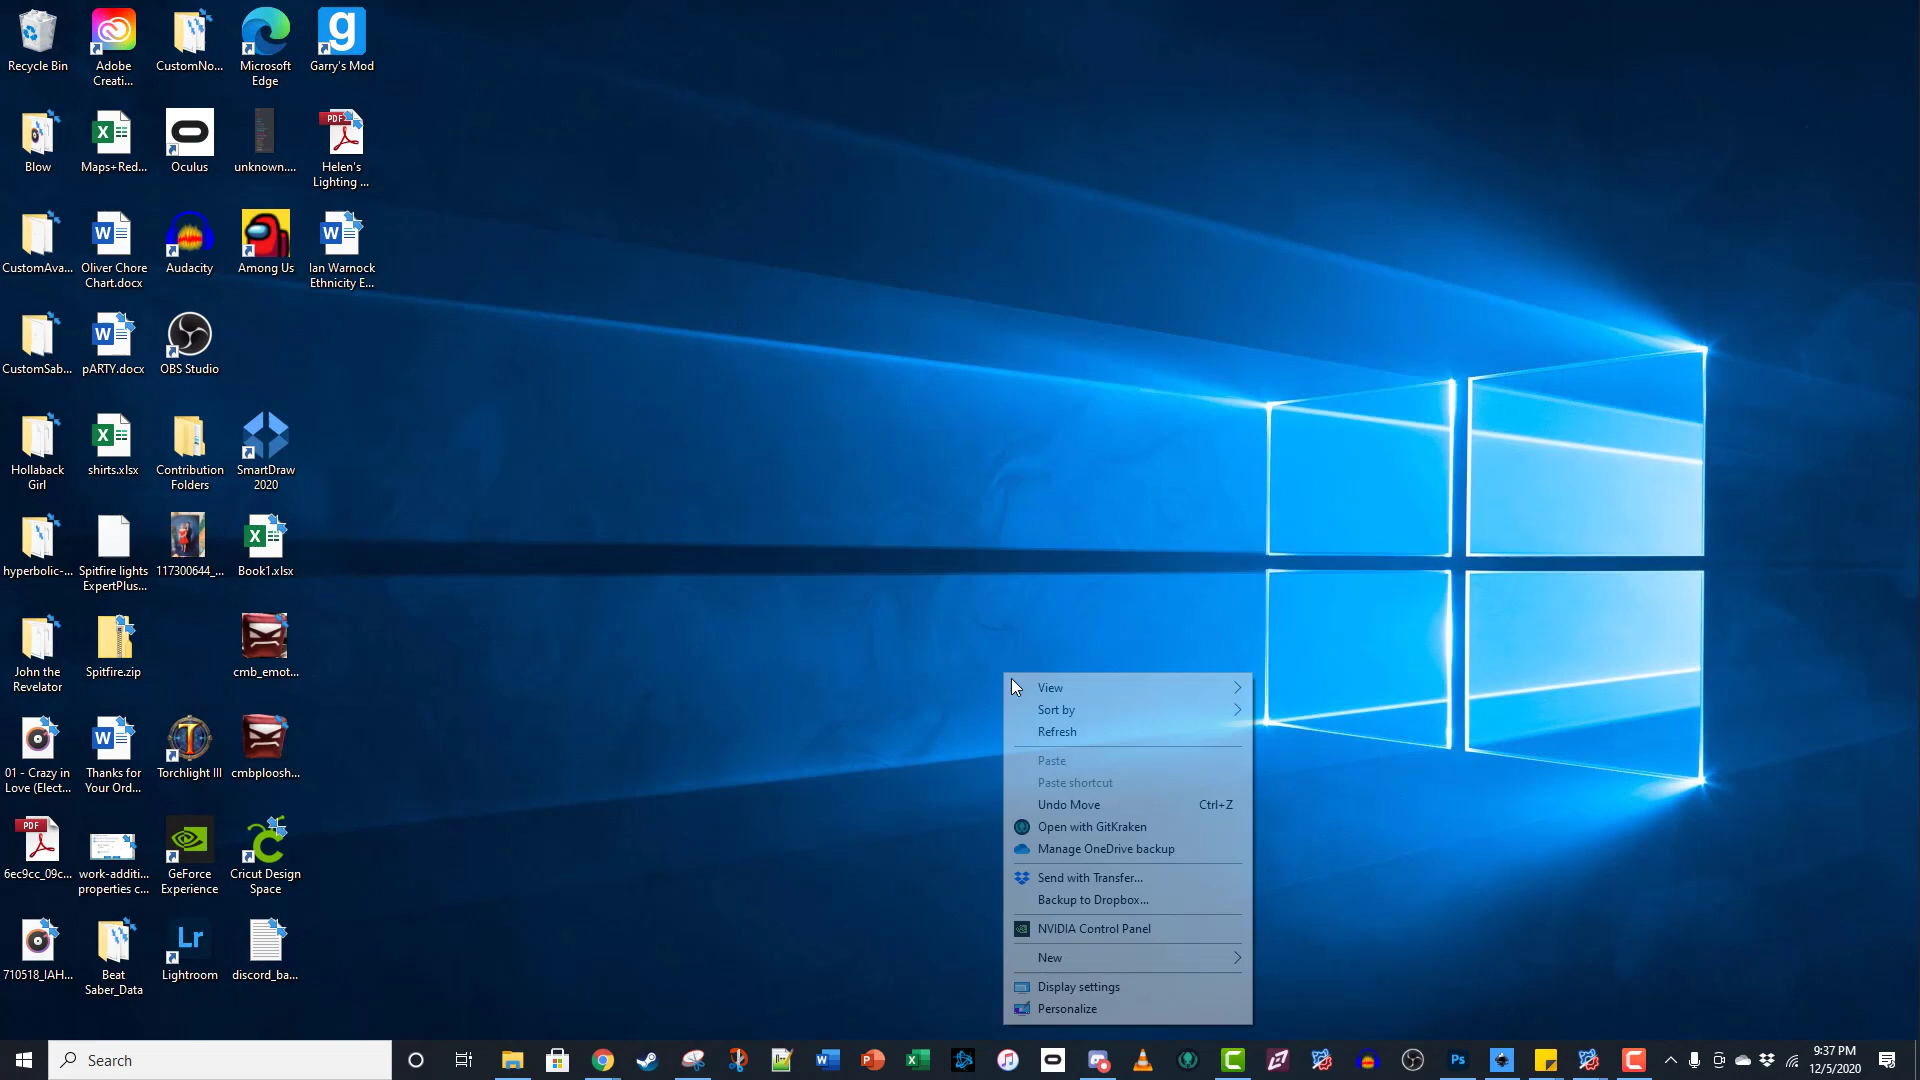 Recycle Bin
Adobe
Creati...
CustomNo...
Microsoft
Edge
Garry's Mod
Blow
Maps+Red...
Oculus
unknown....
PDF
Helen's
Lighting ...
CustomAva...
Oliver Chore
Chart.docx
Audacity
Among Us
Ian Warnock
Ethnicity E...
CustomSab...
pARTY.docx
OBS Studio
Hollaback
Girl
shirts.xlsx
Contribution
Folders
SmartDraw
2020
hyperbolic-...
Spitfire lights
ExpertPlus...
117300644_...
Book1.xlsx
John the
Revelator
Spitfire.zip
cmb_emot...
01 - Crazy in
Love (Elect...
Thanks for
Your Ord...
Torchlight III
cmbploosh...
PDF
6ec9cc_09c...
work-additi...
properties c...
GeForce
Experience
Cricut Design
Space
710518_IAH...
Beat
Saber_Data
Lr
Lightroom
discord_ba...
View
Sort by
Refresh
Paste
Paste shortcut
Undo Move Ctrl+Z
Open with GitKraken
Manage OneDrive backup
Send with Transfer...
Backup to Dropbox...
NVIDIA Control Panel
New
Display settings
Personalize
Search
Ps
9:37 PM
12/5/2020